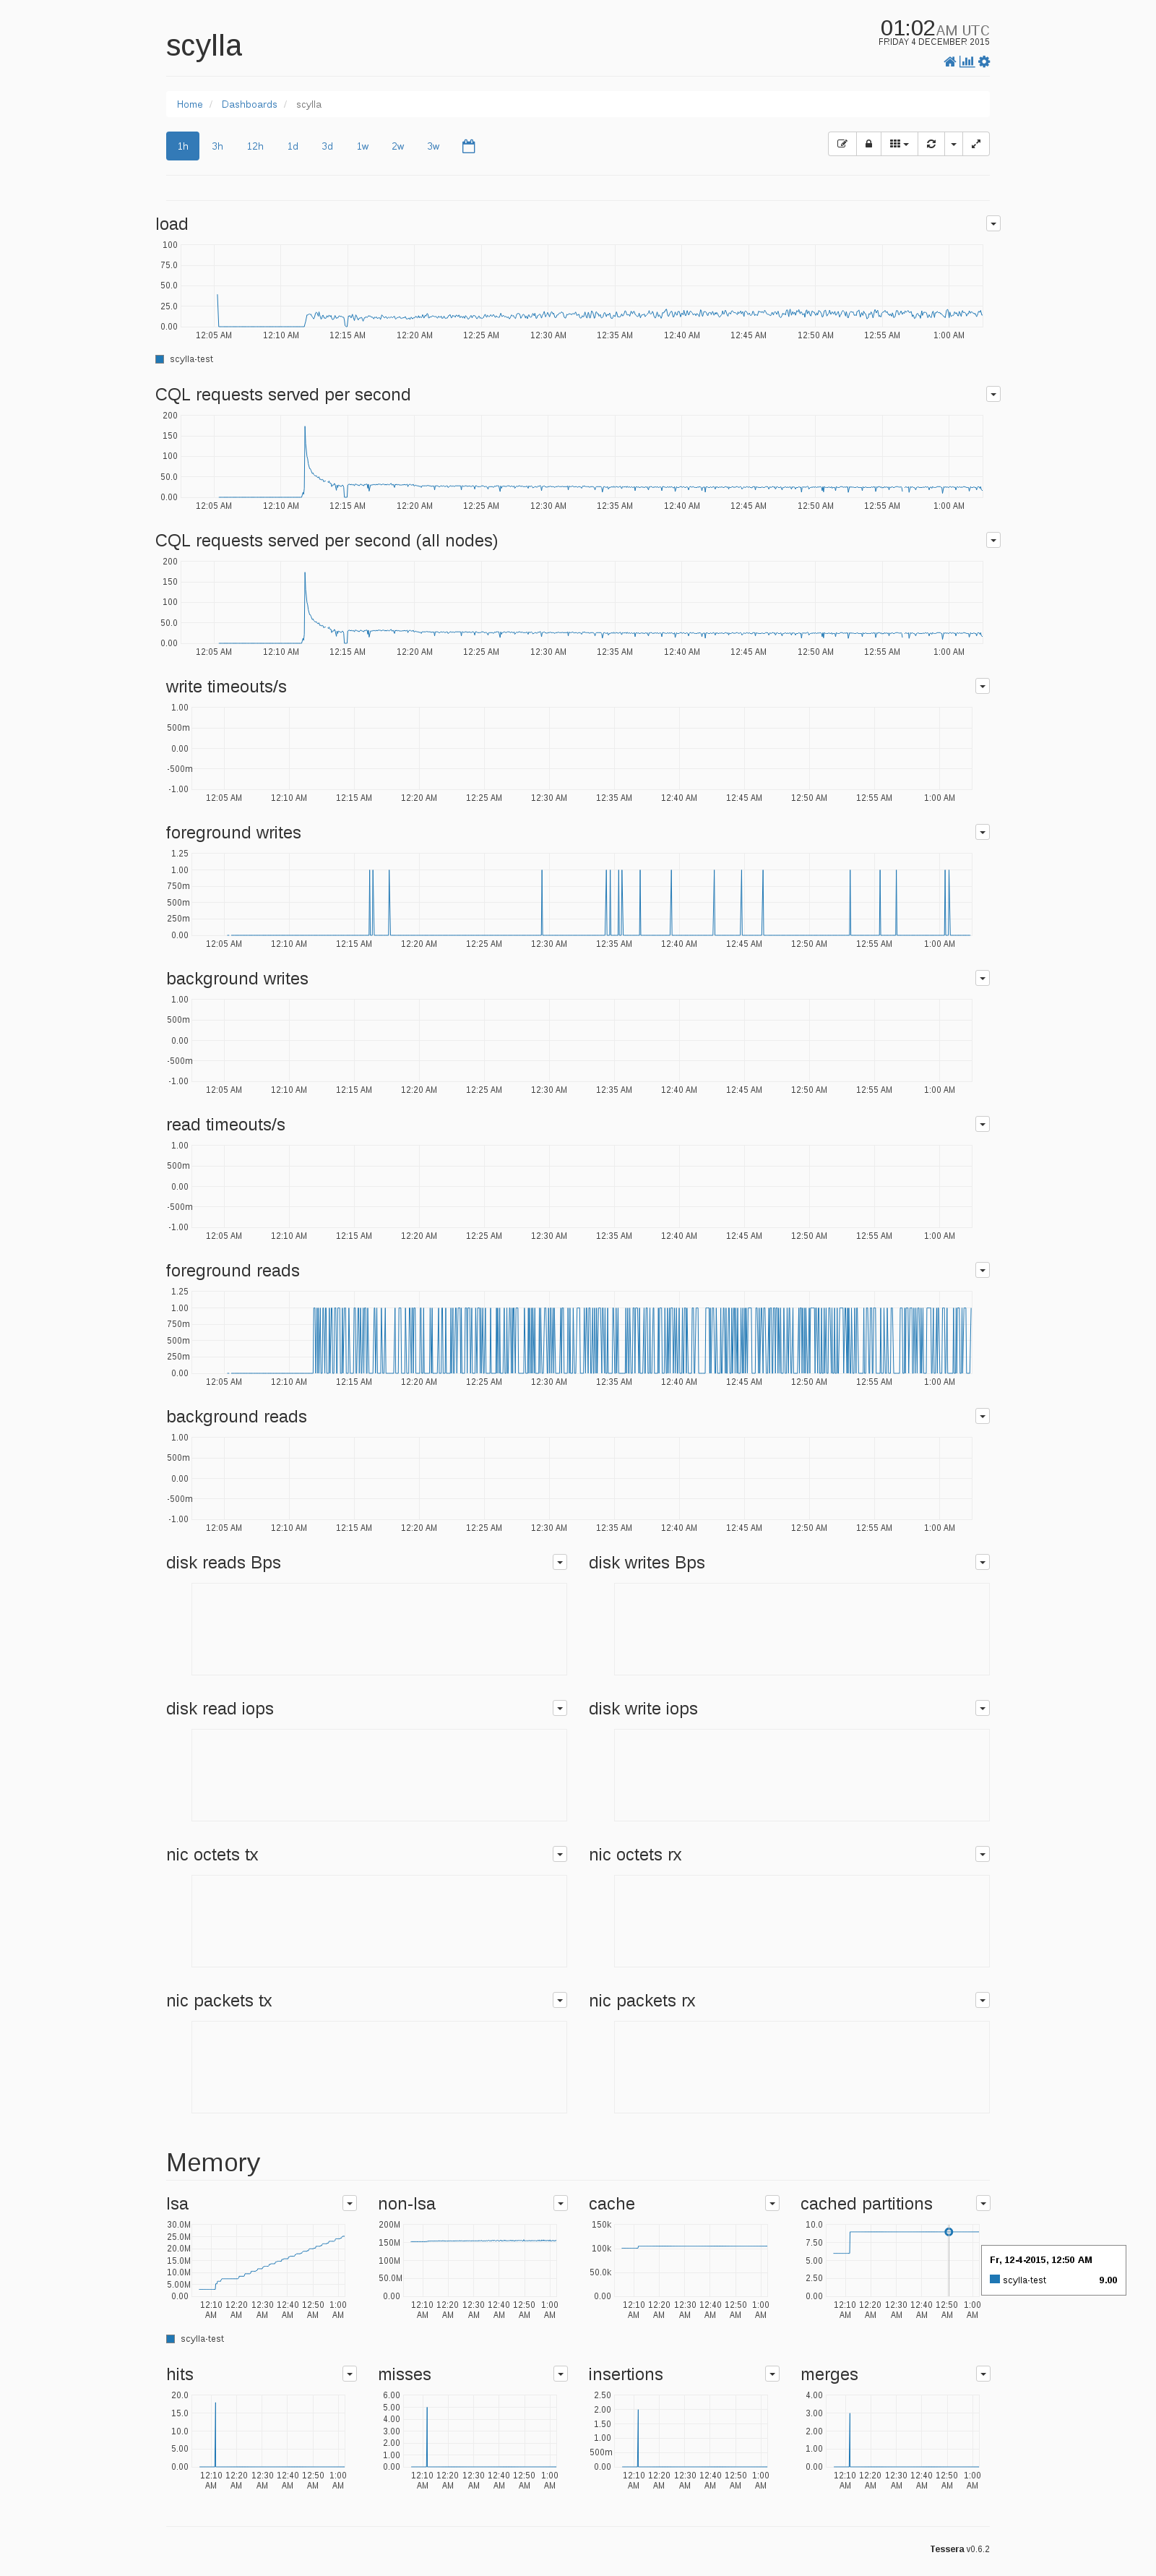 scylla
01:02AM UTC
FRIDAY 4 DECEMBER 2015
Home / Dashboards / scylla
1h 3h 12h 1d 3d 1w 2w 3w
load
100
75.0
50.0
25.0
0.00
12:05 AM 12:10 AM 12:15 AM 12:20 AM 12:25 AM 12:30 AM 12:35 AM 12:40 AM 12:45 AM 12:50 AM 12:55 AM 1:00 AM
scylla-test
CQL requests served per second
200
150
100
50.0
0.00
12:05 AM 12:10 AM 12:15 AM 12:20 AM 12:25 AM 12:30 AM 12:35 AM 12:40 AM 12:45 AM 12:50 AM 12:55 AM 1:00 AM
CQL requests served per second (all nodes)
200
150
100
50.0
0.00
12:05 AM 12:10 AM 12:15 AM 12:20 AM 12:25 AM 12:30 AM 12:35 AM 12:40 AM 12:45 AM 12:50 AM 12:55 AM 1:00 AM
write timeouts/s
1.00
500m
0.00
-500m
-1.00
12:05 AM 12:10 AM 12:15 AM 12:20 AM 12:25 AM 12:30 AM 12:35 AM 12:40 AM 12:45 AM 12:50 AM 12:55 AM 1:00 AM
foreground writes
1.25
1.00
750m
500m
250m
0.00
12:05 AM 12:10 AM 12:15 AM 12:20 AM 12:25 AM 12:30 AM 12:35 AM 12:40 AM 12:45 AM 12:50 AM 12:55 AM 1:00 AM
background writes
1.00
500m
0.00
-500m
-1.00
12:05 AM 12:10 AM 12:15 AM 12:20 AM 12:25 AM 12:30 AM 12:35 AM 12:40 AM 12:45 AM 12:50 AM 12:55 AM 1:00 AM
read timeouts/s
1.00
500m
0.00
-500m
-1.00
12:05 AM 12:10 AM 12:15 AM 12:20 AM 12:25 AM 12:30 AM 12:35 AM 12:40 AM 12:45 AM 12:50 AM 12:55 AM 1:00 AM
foreground reads
1.25
1.00
750m
500m
250m
0.00
12:05 AM 12:10 AM 12:15 AM 12:20 AM 12:25 AM 12:30 AM 12:35 AM 12:40 AM 12:45 AM 12:50 AM 12:55 AM 1:00 AM
background reads
1.00
500m
0.00
-500m
-1.00
12:05 AM 12:10 AM 12:15 AM 12:20 AM 12:25 AM 12:30 AM 12:35 AM 12:40 AM 12:45 AM 12:50 AM 12:55 AM 1:00 AM
disk reads Bps
disk writes Bps
disk read iops
disk write iops
nic octets tx
nic octets rx
nic packets tx
nic packets rx
Memory
lsa
30.0M
25.0M
20.0M
15.0M
10.0M
5.00M
0.00
12:10 12:20 12:30 12:40 12:50 1:00
AM AM AM AM AM AM
scylla-test
non-lsa
200M
150M
100M
50.0M
0.00
12:10 12:20 12:30 12:40 12:50 1:00
AM AM AM AM AM AM
cache
150k
100k
50.0k
0.00
12:10 12:20 12:30 12:40 12:50 1:00
AM AM AM AM AM AM
cached partitions
10.0
7.50
5.00
2.50
0.00
12:10 12:20 12:30 12:40 12:50 1:00
AM AM AM AM AM AM
Fr, 12-4-2015, 12:50 AM
scylla-test 9.00
hits
20.0
15.0
10.0
5.00
0.00
12:10 12:20 12:30 12:40 12:50 1:00
AM AM AM AM AM AM
misses
6.00
5.00
4.00
3.00
2.00
1.00
0.00
12:10 12:20 12:30 12:40 12:50 1:00
AM AM AM AM AM AM
insertions
2.50
2.00
1.50
1.00
500m
0.00
12:10 12:20 12:30 12:40 12:50 1:00
AM AM AM AM AM AM
merges
4.00
3.00
2.00
1.00
0.00
12:10 12:20 12:30 12:40 12:50 1:00
AM AM AM AM AM AM
Tessera v0.6.2